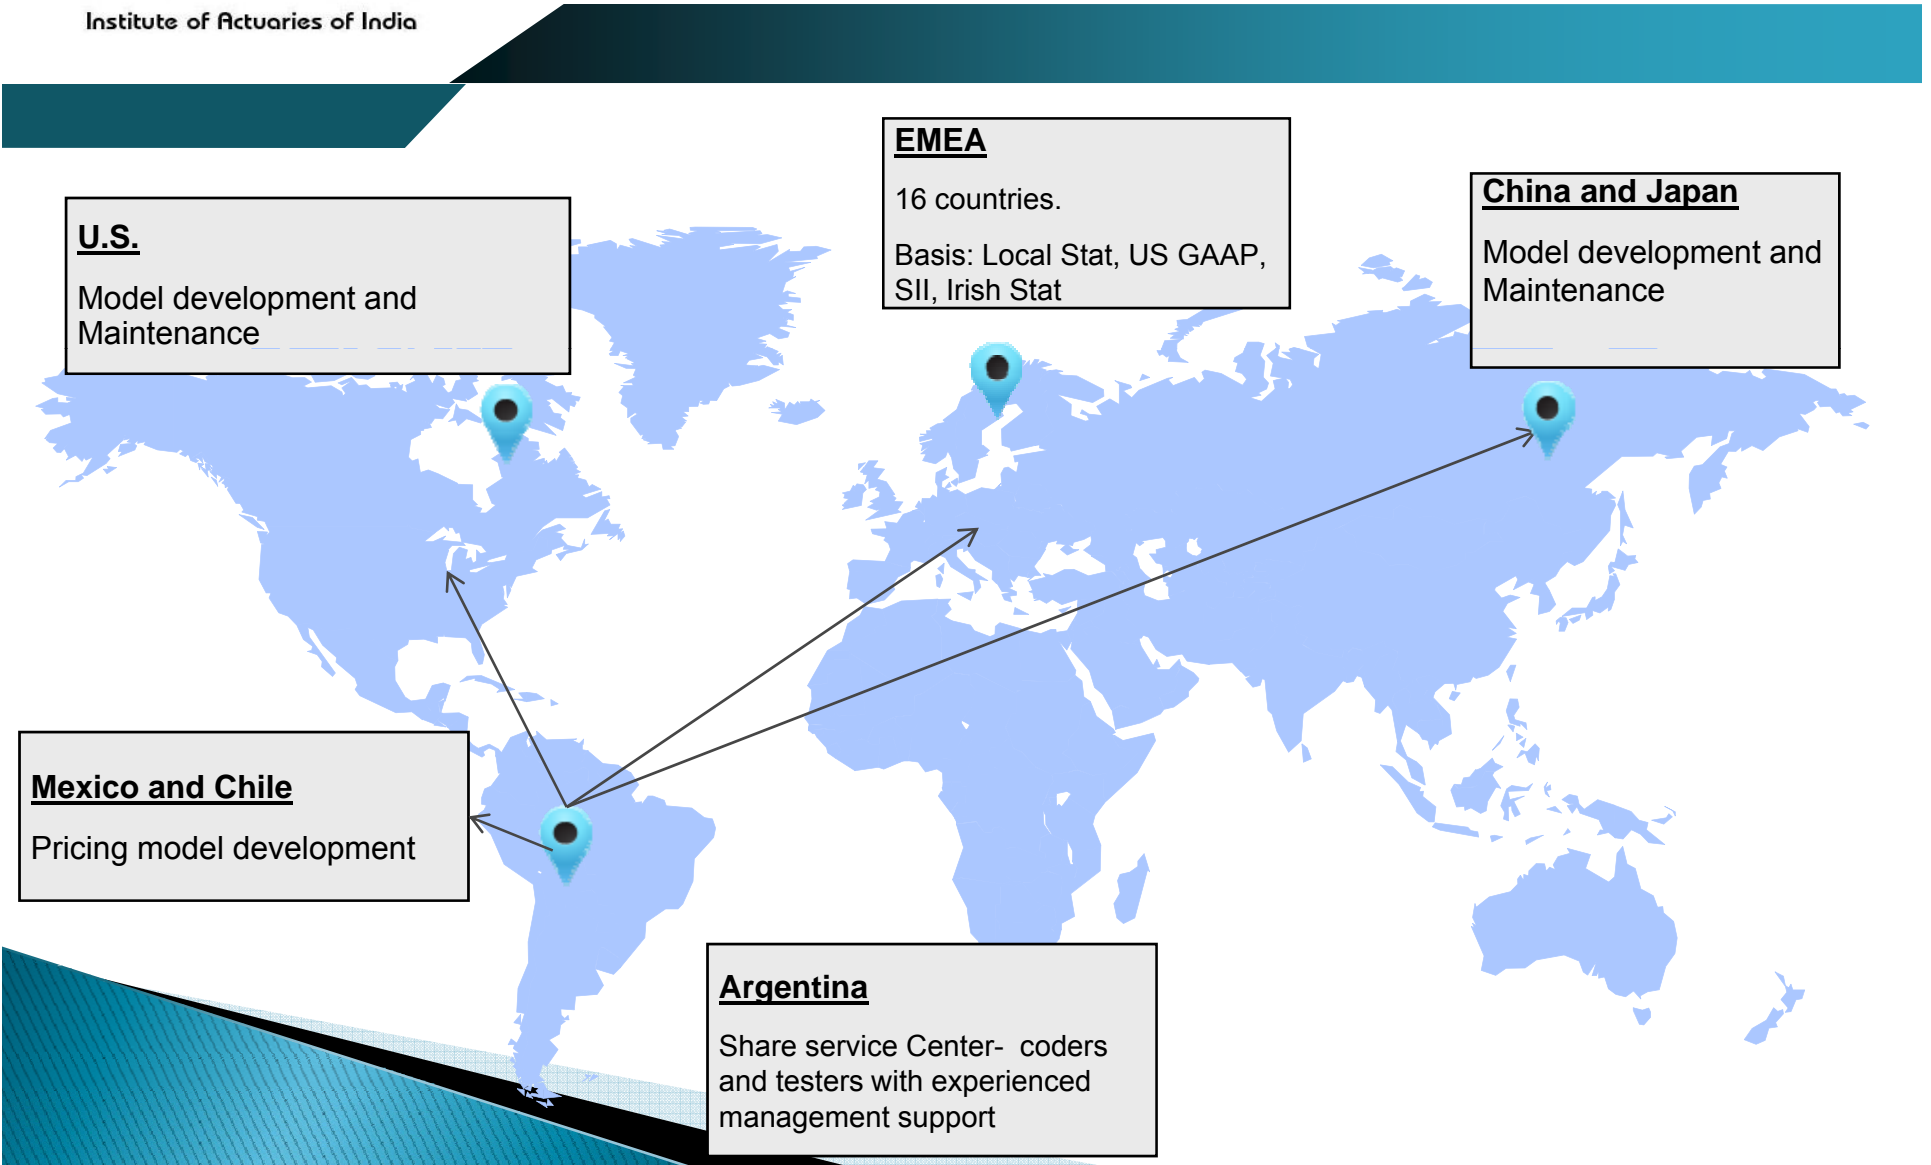 Institute of Actuaries of India
EMEA
16 countries.
Basis: Local Stat, US GAAP,
SII, Irish Stat
China and Japan
Model development and
Maintenance
U.S.
Model development and
Maintenance
Mexico and Chile
Pricing model development
Argentina
Share service Center-  coders
and testers with experienced
management support